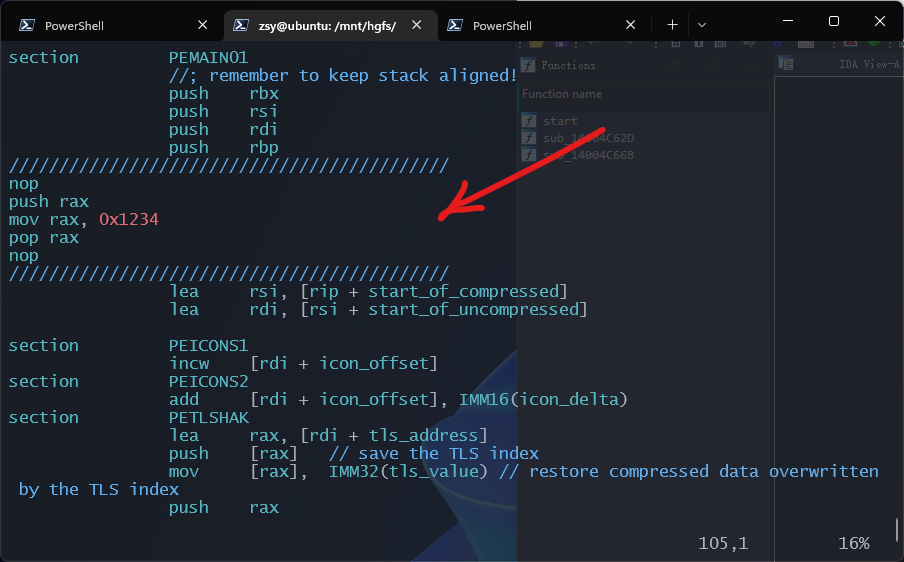 PowerShell
zsy@ubuntu: /mnt/hgfs/
PowerShell
section PEMAIN01
//; remember to keep stack aligned!
push rbx
push rsi
push rdi
push rbp
////////////////////////////////////////////
nop
push rax
mov rax, 0x1234
pop rax
nop
////////////////////////////////////////////
lea rsi, [rip + start_of_compressed]
lea rdi, [rsi + start_of_uncompressed]
section PEICONS1
incw [rdi + icon_offset]
section PEICONS2
add [rdi + icon_offset], IMM16(icon_delta)
section PETLSHAK
lea rax, [rdi + tls_address]
push [rax] // save the TLS index
mov [rax], IMM32(tls_value) // restore compressed data overwritten
by the TLS index
push rax
105,1 16%
Functions
Function name
start
sub_14004C62D
IDA View-A